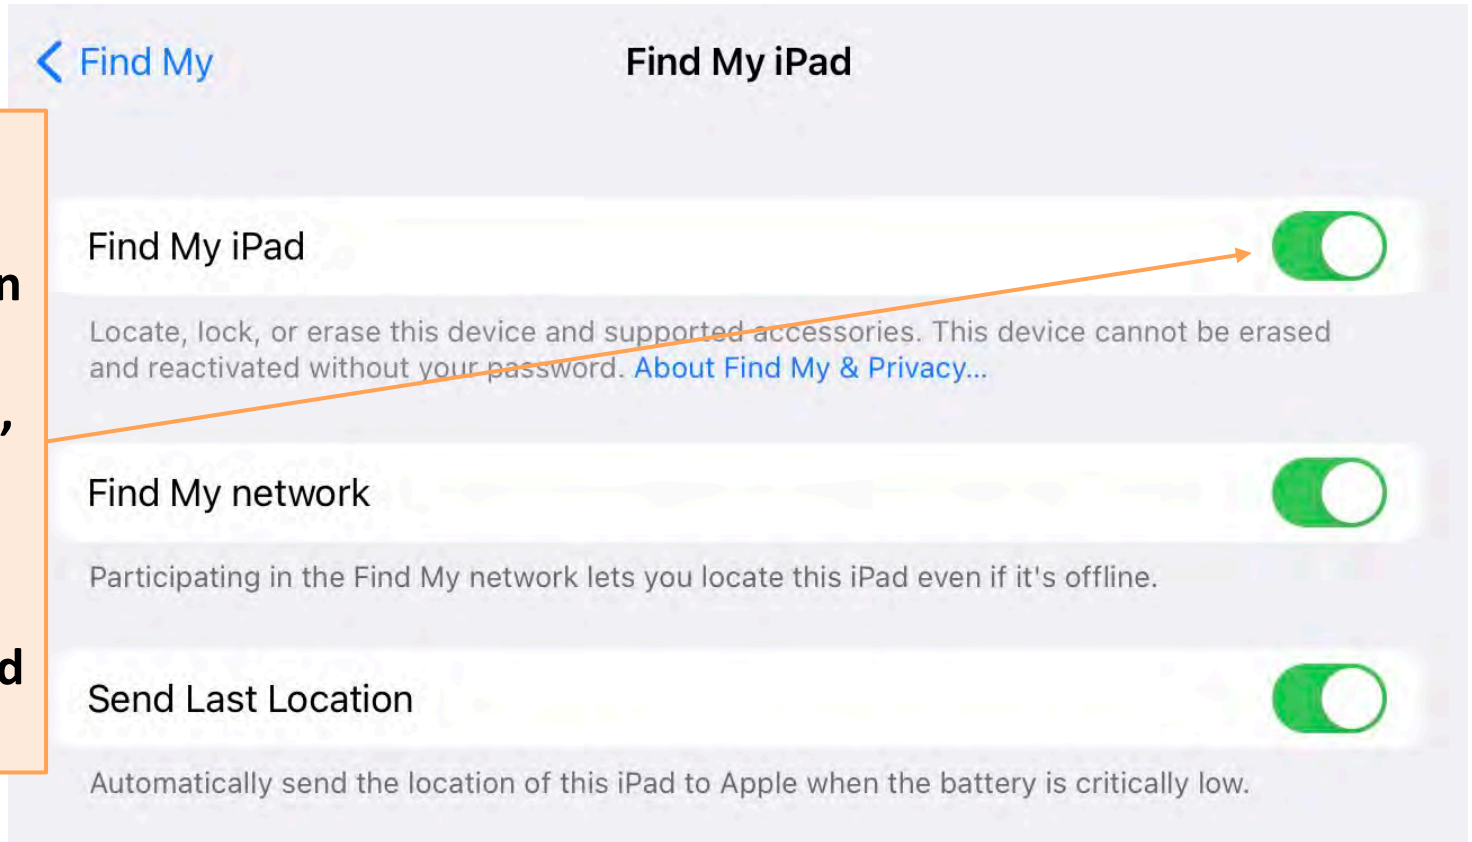 Find My
Find My iPad
Find My iPad
Locate, lock, or erase this device and supported accessories. This device cannot be erased
and reactivated without your password. About Find My & Privacy...
Find My network
Participating in the Find My network lets you locate this iPad even if it's offline.
Send Last Location
Automatically send the location of this iPad to Apple when the battery is critically low.